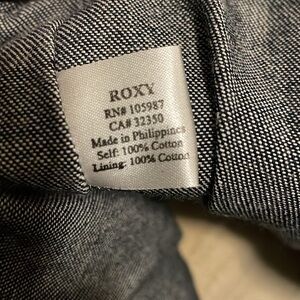 ROXY
RN# 105987
CA# 32350
Made in Philippines
Self: 100% Cotton
Lining: 100% Cotton